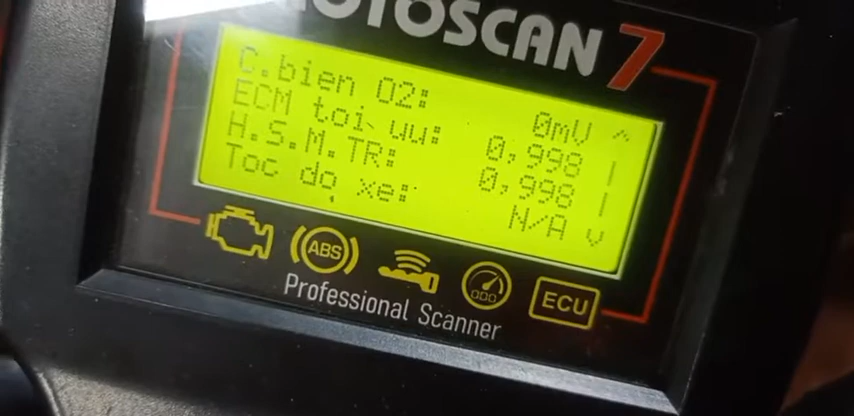 MOTOSCAN 7
C.bien O2: 0mV
ECM toi uu: 0,998
H.S.M.TR: 0,998
Toc do xe: N/A
ABS
ECU
Professional Scanner